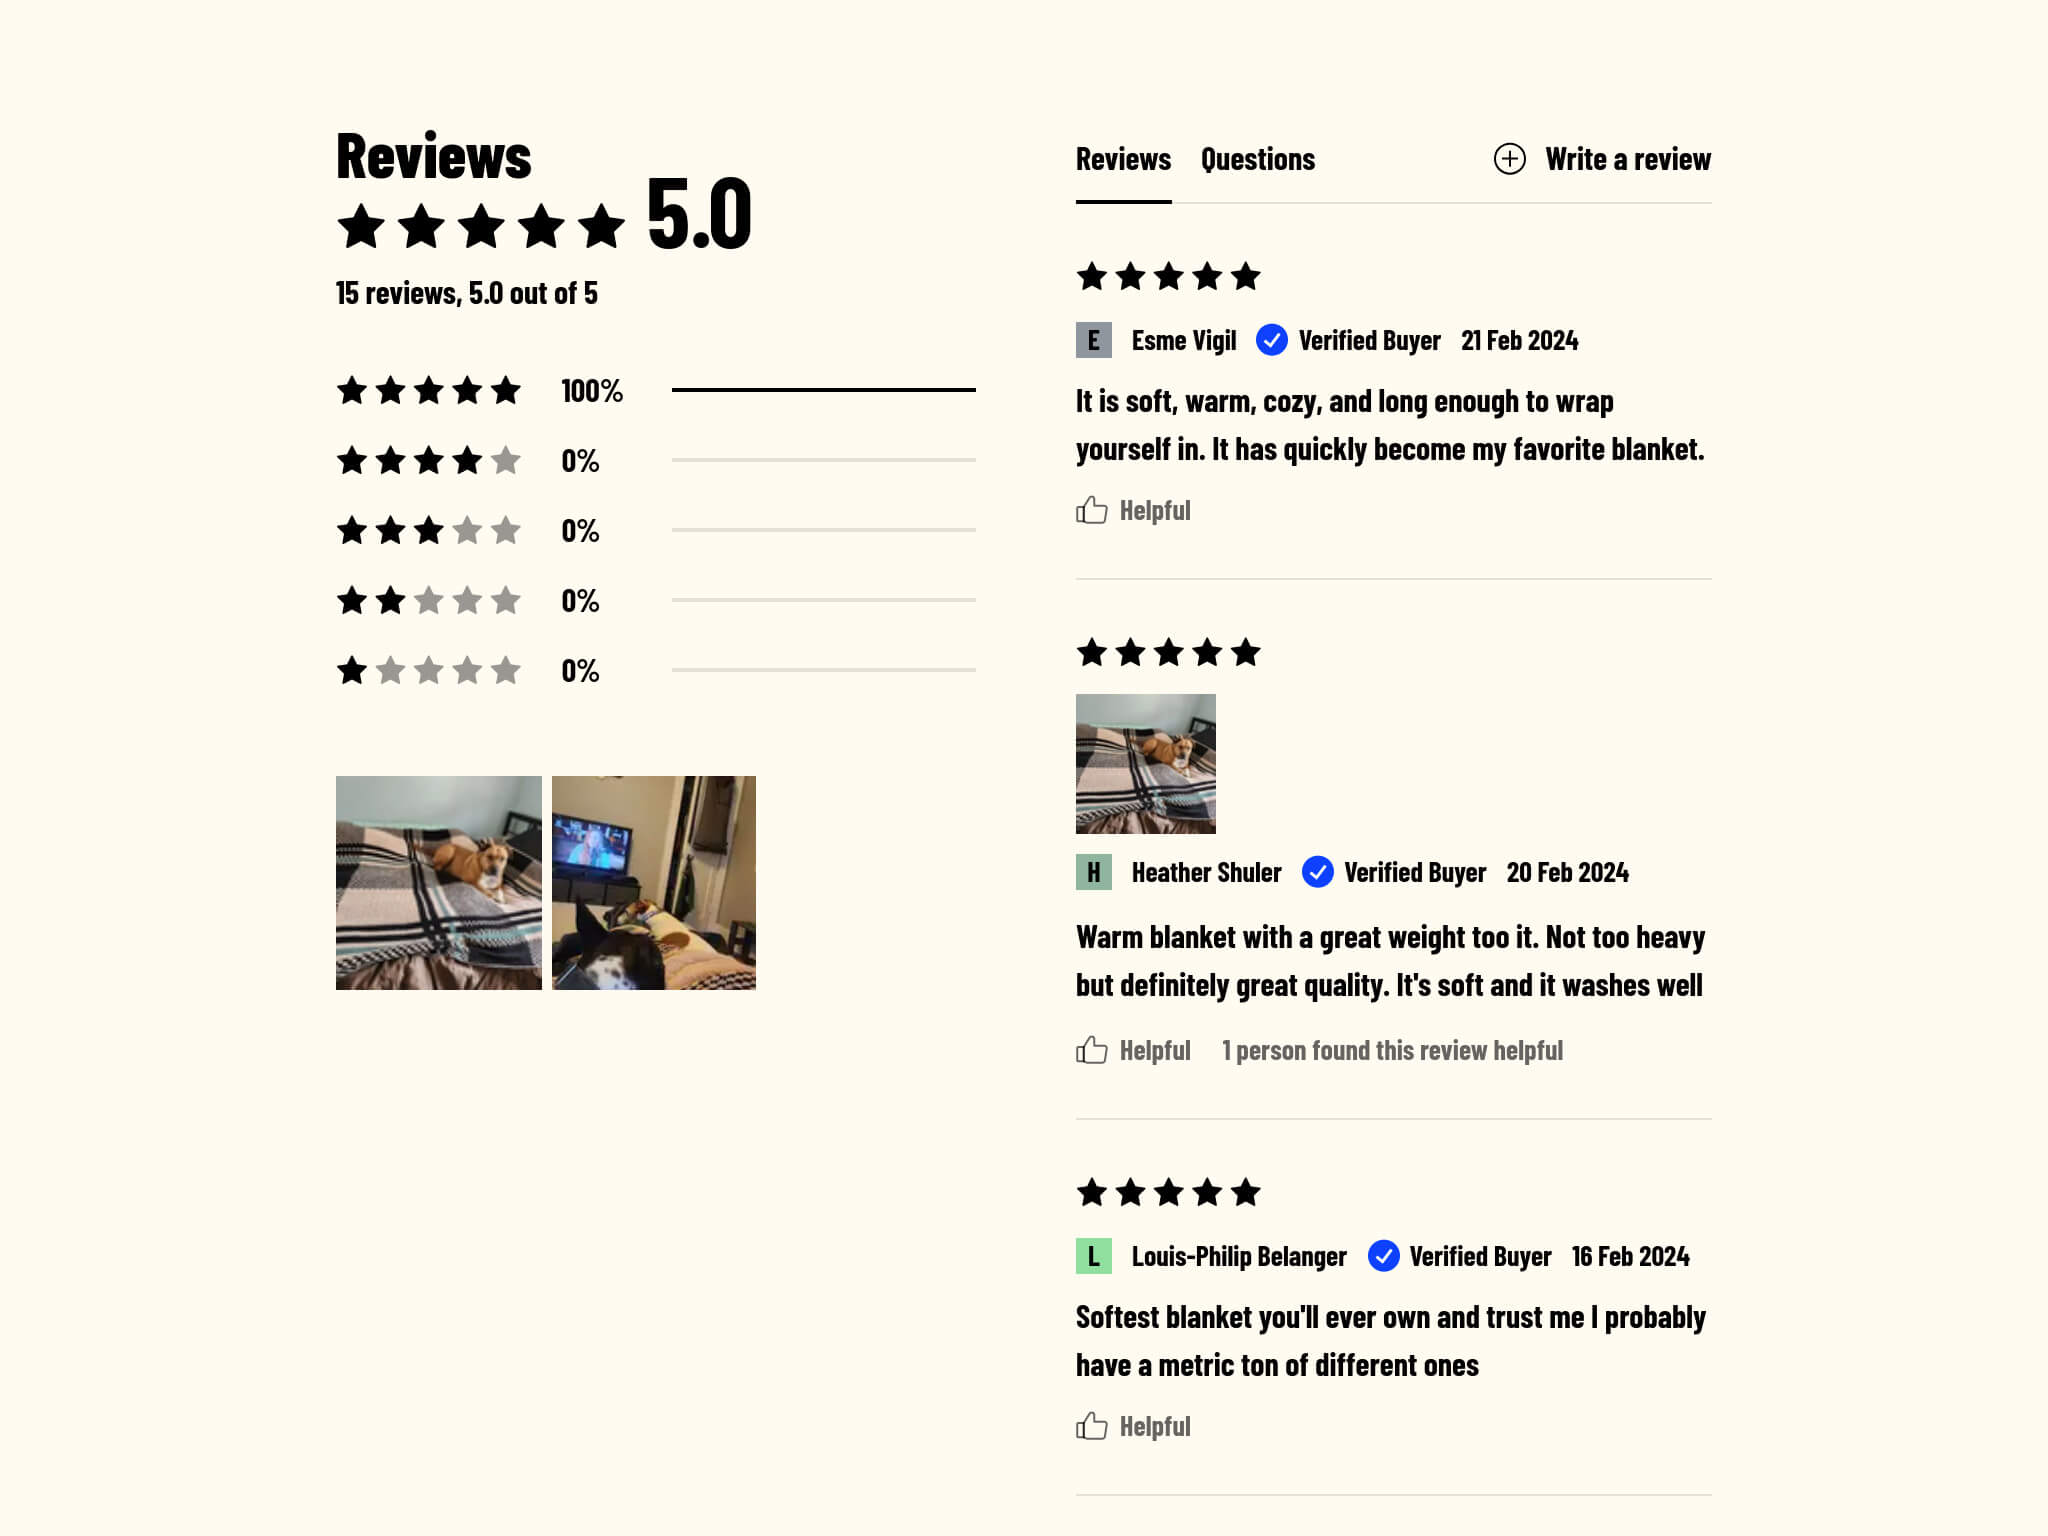 Reviews
5.0
15 reviews, 5.0 out of 5
100%
0%
0%
0%
0%
Reviews
Questions
Write a review
E
Esme Vigil
Verified Buyer
21 Feb 2024
It is soft, warm, cozy, and long enough to wrap
yourself in. It has quickly become my favorite blanket.
Helpful
H
Heather Shuler
Verified Buyer
20 Feb 2024
Warm blanket with a great weight too it. Not too heavy
but definitely great quality. It's soft and it washes well
Helpful
1 person found this review helpful
L
Louis-Philip Belanger
Verified Buyer
16 Feb 2024
Softest blanket you'll ever own and trust me I probably
have a metric ton of different ones
Helpful